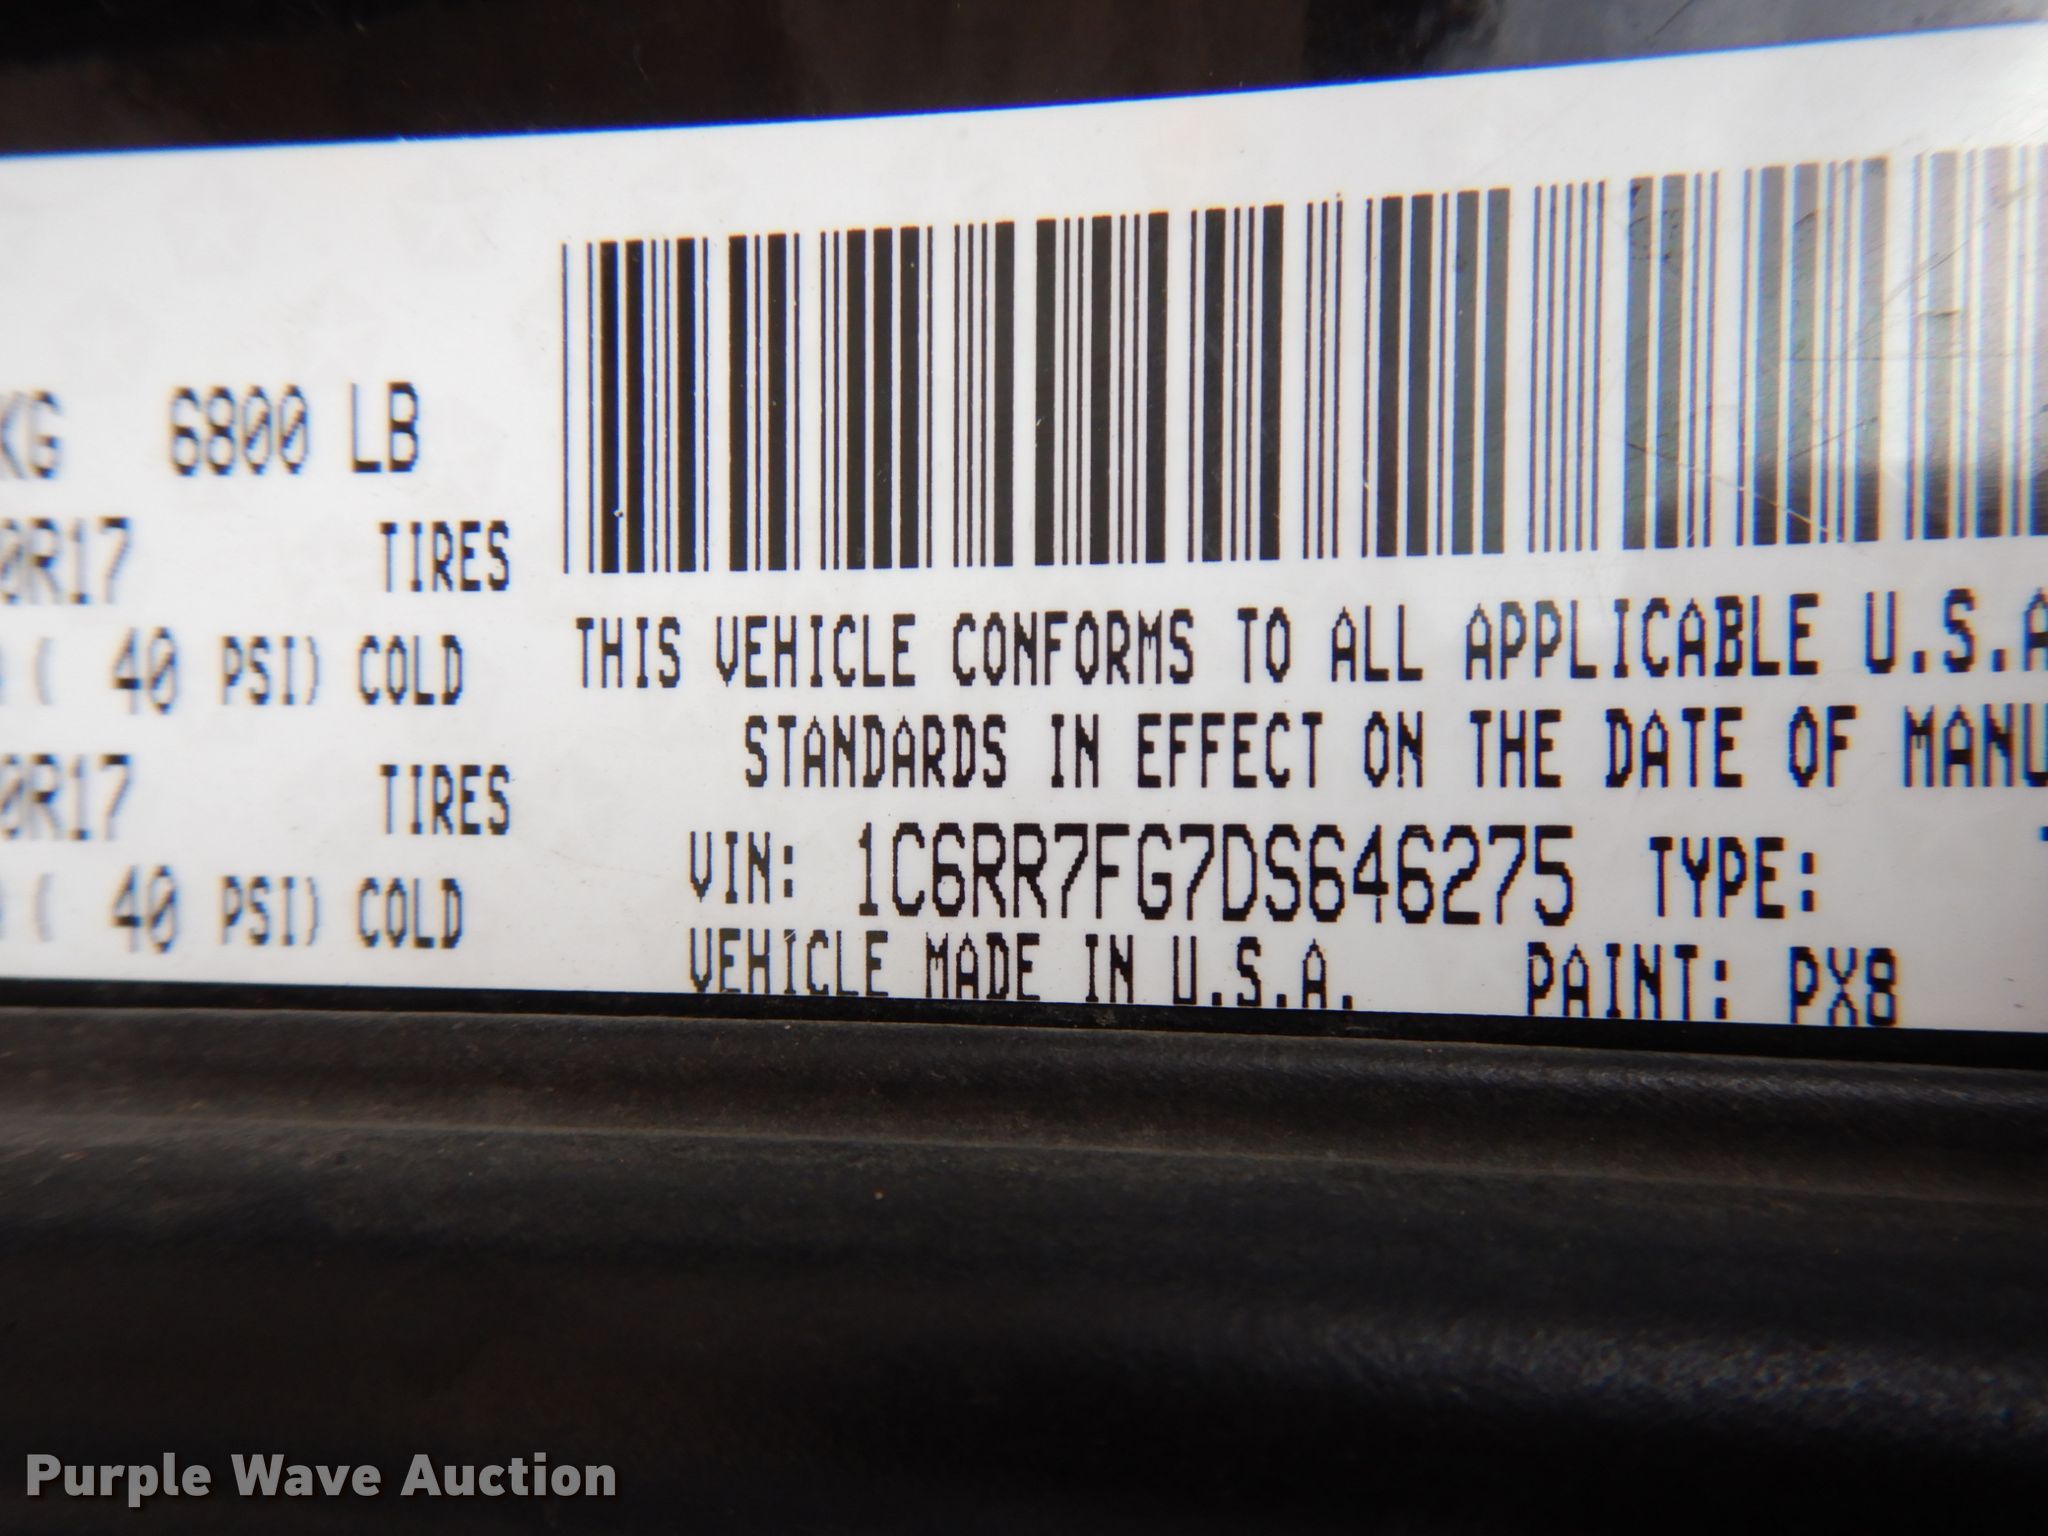 KG 6800 LB
0R17 TIRES
( 40 PSI) COLD
0R17 TIRES
( 40 PSI) COLD
THIS VEHICLE CONFORMS TO ALL APPLICABLE U.S.A
STANDARDS IN EFFECT ON THE DATE OF MANU
VIN: 1C6RR7FG7DS646275 TYPE:
VEHICLE MADE IN U.S.A. PAINT: PX8
Purple Wave Auction